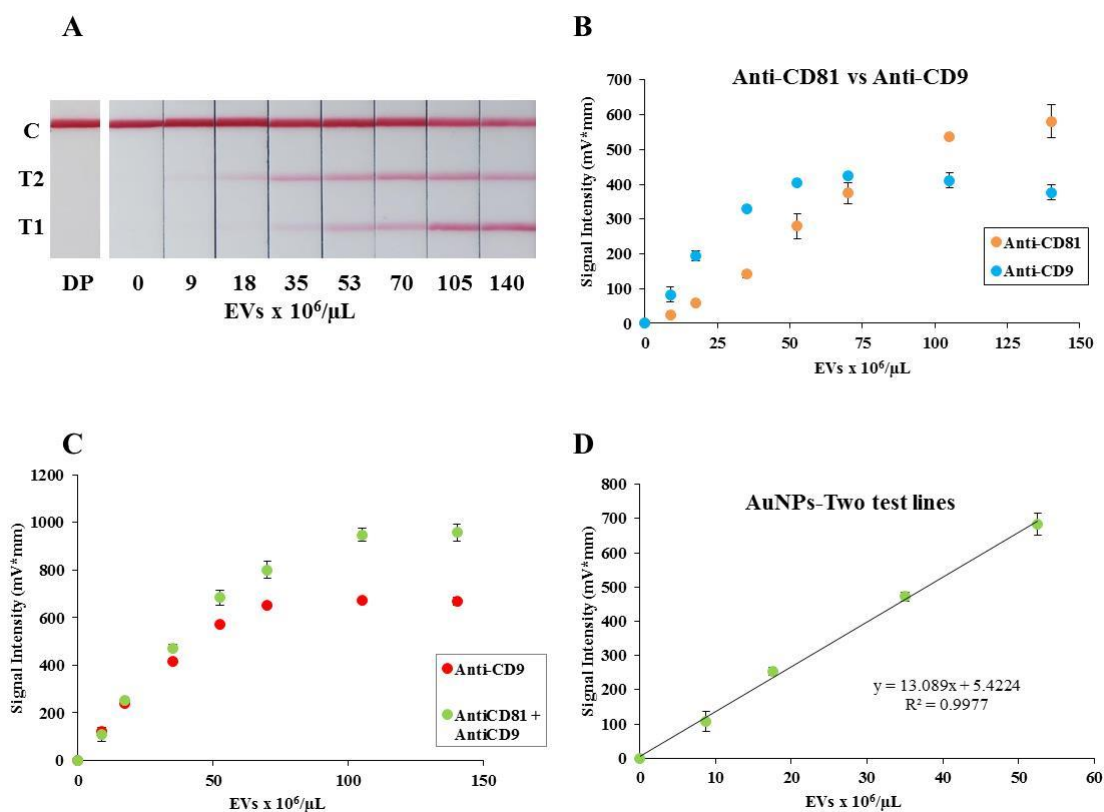 A
C
T2
T1
DP 0 9 18 35 53 70 105 140
EVs x 10⁶/µL
B
Anti-CD81 vs Anti-CD9
Signal Intensity (mV*mm)
700
600
500
400
300
200
100
0
Anti-CD81
Anti-CD9
0 25 50 75 100 125 150
EVs x 10⁶/µL
C
Signal Intensity (mV*mm)
1200
1000
800
600
400
200
0
Anti-CD9
AntiCD81 +
AntiCD9
0 50 100 150
EVs x 10⁶/µL
D
AuNPs-Two test lines
Signal Intensity (mV*mm)
800
700
600
500
400
300
200
100
0
y = 13.089x + 5.4224
R² = 0.9977
0 10 20 30 40 50 60
EVs x 10⁶/µL